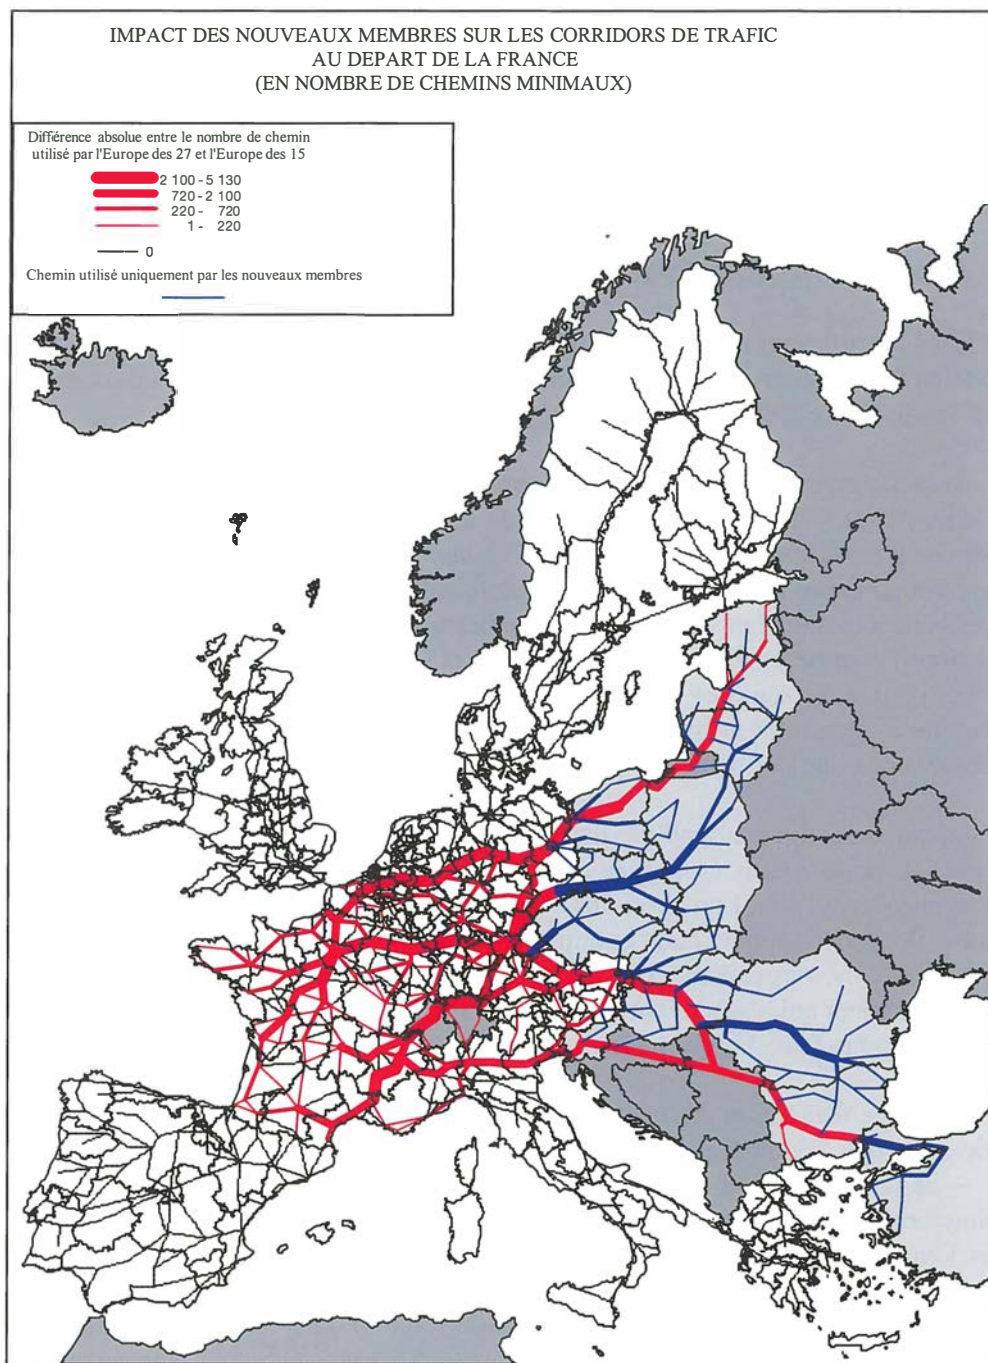 IMPACT DES NOUVEAUX MEMBRES SUR LES CORRIDORS DE TRAFIC
AU DEPART DE LA FRANCE
(EN NOMBRE DE CHEMINS MINIMAUX)
Différence absolue entre le nombre de chemin
utilisé par l'Europe des 27 et l'Europe des 15
2 100 - 5 130
720 - 2 100
220 - 720
1 - 220
0
Chemin utilisé uniquement par les nouveaux membres